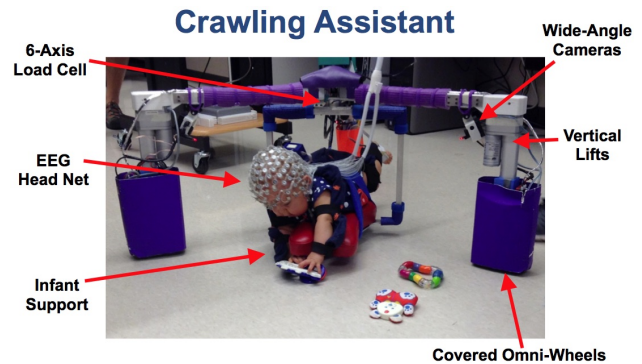 Crawling Assistant
6-Axis
Load Cell
Wide-Angle
Cameras
EEG
Head Net
Vertical
Lifts
Infant
Support
Covered Omni-Wheels